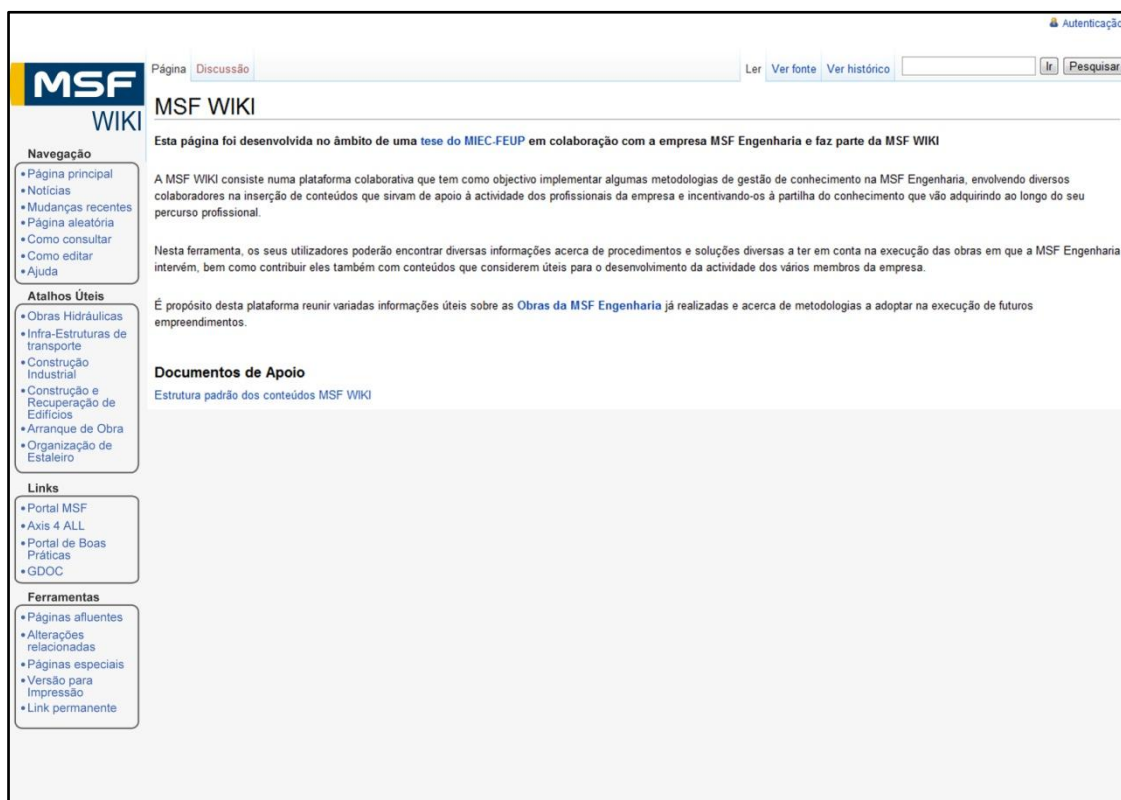 Autenticação
MSF
WIKI
Página Discussão
Ler Ver fonte Ver histórico Ir Pesquisar
MSF WIKI
Esta página foi desenvolvida no âmbito de uma tese do MIEC-FEUP em colaboração com a empresa MSF Engenharia e faz parte da MSF WIKI
A MSF WIKI consiste numa plataforma colaborativa que tem como objectivo implementar algumas metodologias de gestão de conhecimento na MSF Engenharia, envolvendo diversos
colaboradores na inserção de conteúdos que sirvam de apoio à actividade dos profissionais da empresa e incentivando-os à partilha do conhecimento que vão adquirindo ao longo do seu
percurso profissional.
Nesta ferramenta, os seus utilizadores poderão encontrar diversas informações acerca de procedimentos e soluções diversas a ter em conta na execução das obras em que a MSF Engenharia
intervém, bem como contribuir eles também com conteúdos que considerem úteis para o desenvolvimento da actividade dos vários membros da empresa.
É propósito desta plataforma reunir variadas informações úteis sobre as Obras da MSF Engenharia já realizadas e acerca de metodologias a adoptar na execução de futuros
empreendimentos.
Documentos de Apoio
Estrutura padrão dos conteúdos MSF WIKI
Navegação
Página principal
Notícias
Mudanças recentes
Página aleatória
Como consultar
Como editar
Ajuda
Atalhos Úteis
Obras Hidráulicas
Infra-Estruturas de
transporte
Construção
Industrial
Construção e
Recuperação de
Edifícios
Arranque de Obra
Organização de
Estaleiro
Links
Portal MSF
Axis 4 ALL
Portal de Boas
Práticas
GDOC
Ferramentas
Páginas afluentes
Alterações
relacionadas
Páginas especiais
Versão para
Impressão
Link permanente